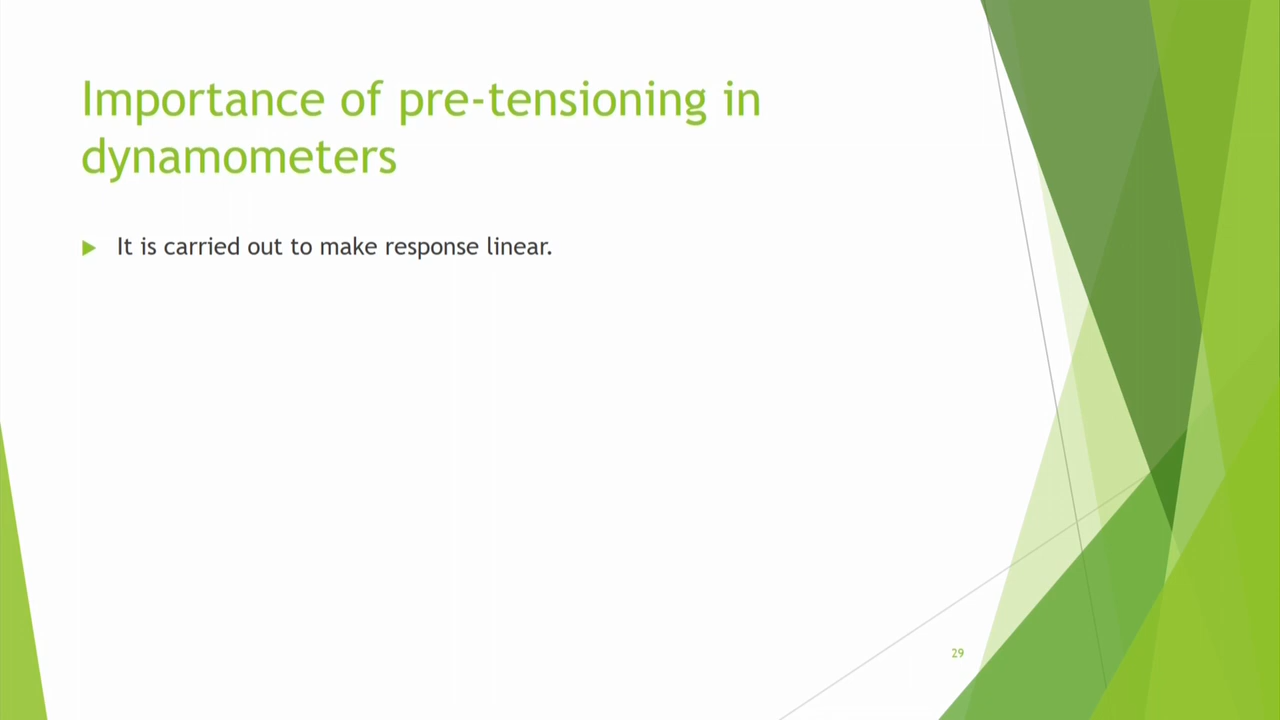 Importance of pre-tensioning in
dynamometers
It is carried out to make response linear.
29